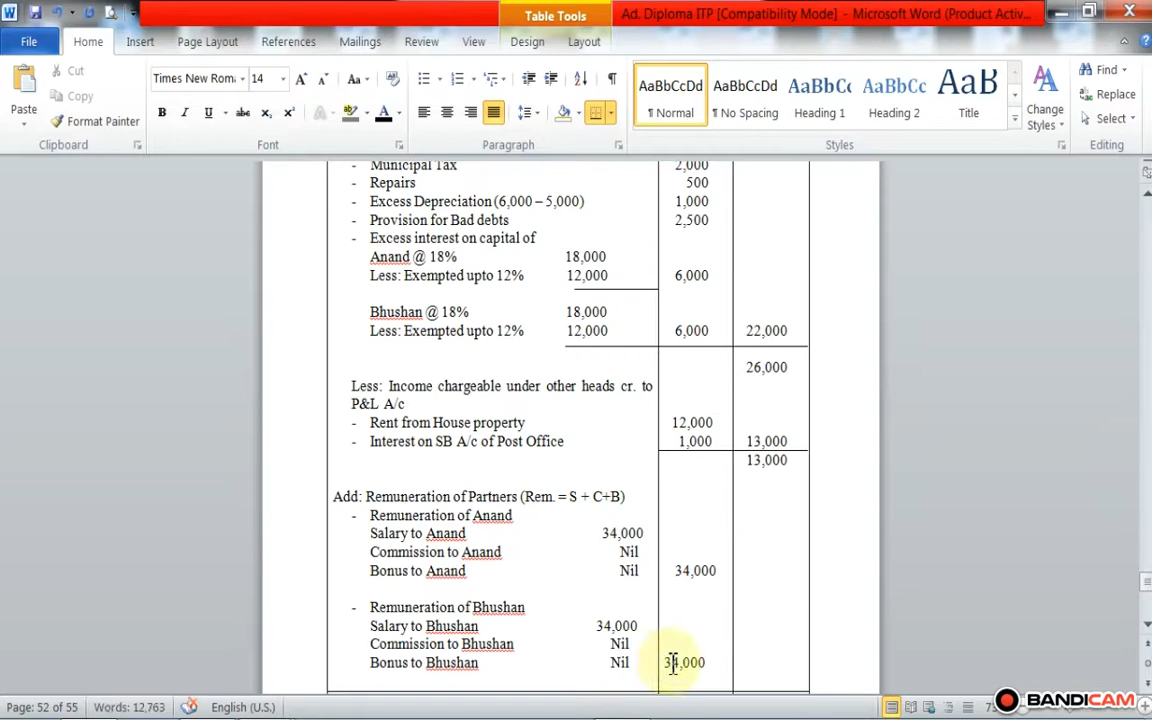 Table Tools
Ad. Diploma ITP [Compatibility Mode] - Microsoft Word (Product Activ...
File Home Insert Page Layout References Mailings Review View Design Layout
Paste
Cut
Copy
Format Painter
Clipboard
Times New Rom 14
Font
Paragraph
AaBbCcDd AaBbCcDd AaBbCc AaBbCc AaB
¶ Normal ¶ No Spacing Heading 1 Heading 2 Title
Change Styles
Styles
Find
Replace
Select
Editing
- Municipal Tax 2,000
- Repairs 500
- Excess Depreciation (6,000 – 5,000) 1,000
- Provision for Bad debts 2,500
- Excess interest on capital of
Anand @ 18% 18,000
Less: Exempted upto 12% 12,000 6,000
Bhushan @ 18% 18,000
Less: Exempted upto 12% 12,000 6,000 22,000
26,000
Less: Income chargeable under other heads cr. to
P&L A/c
- Rent from House property 12,000
- Interest on SB A/c of Post Office 1,000 13,000
13,000
Add: Remuneration of Partners (Rem. = S + C+B)
- Remuneration of Anand
Salary to Anand 34,000
Commission to Anand Nil
Bonus to Anand Nil 34,000
- Remuneration of Bhushan
Salary to Bhushan 34,000
Commission to Bhushan Nil
Bonus to Bhushan Nil 34,000
Page: 52 of 55 Words: 12,763 English (U.S.)
BANDICAM